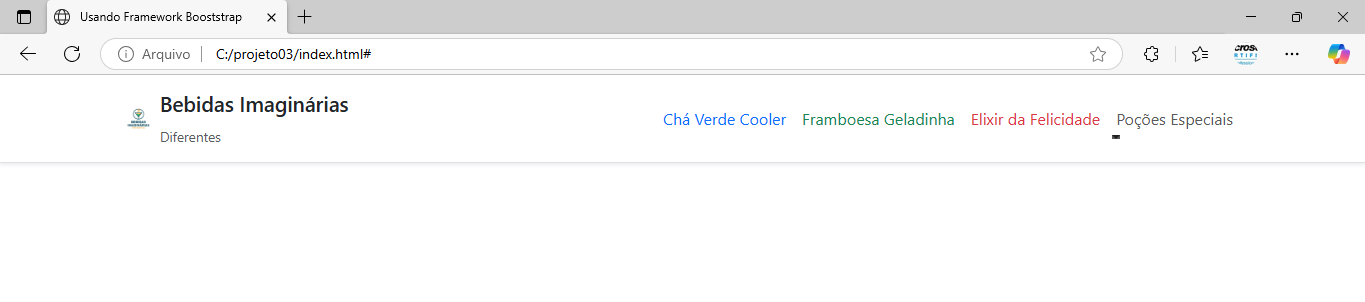 Usando Framework Booststrap
Arquivo C:/projeto03/index.html#
Bebidas Imaginárias
Diferentes
Chá Verde Cooler Framboesa Geladinha Elixir da Felicidade Poções Especiais